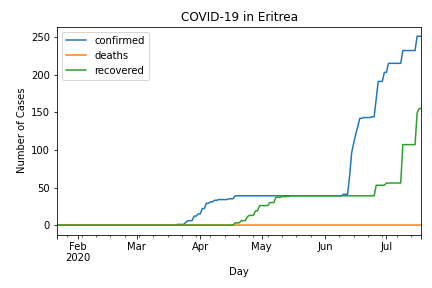 COVID-19 in Eritrea
confirmed
deaths
recovered
Number of Cases
250
200
150
100
50
0
Feb
2020
Mar
Apr
May
Jun
Jul
Day